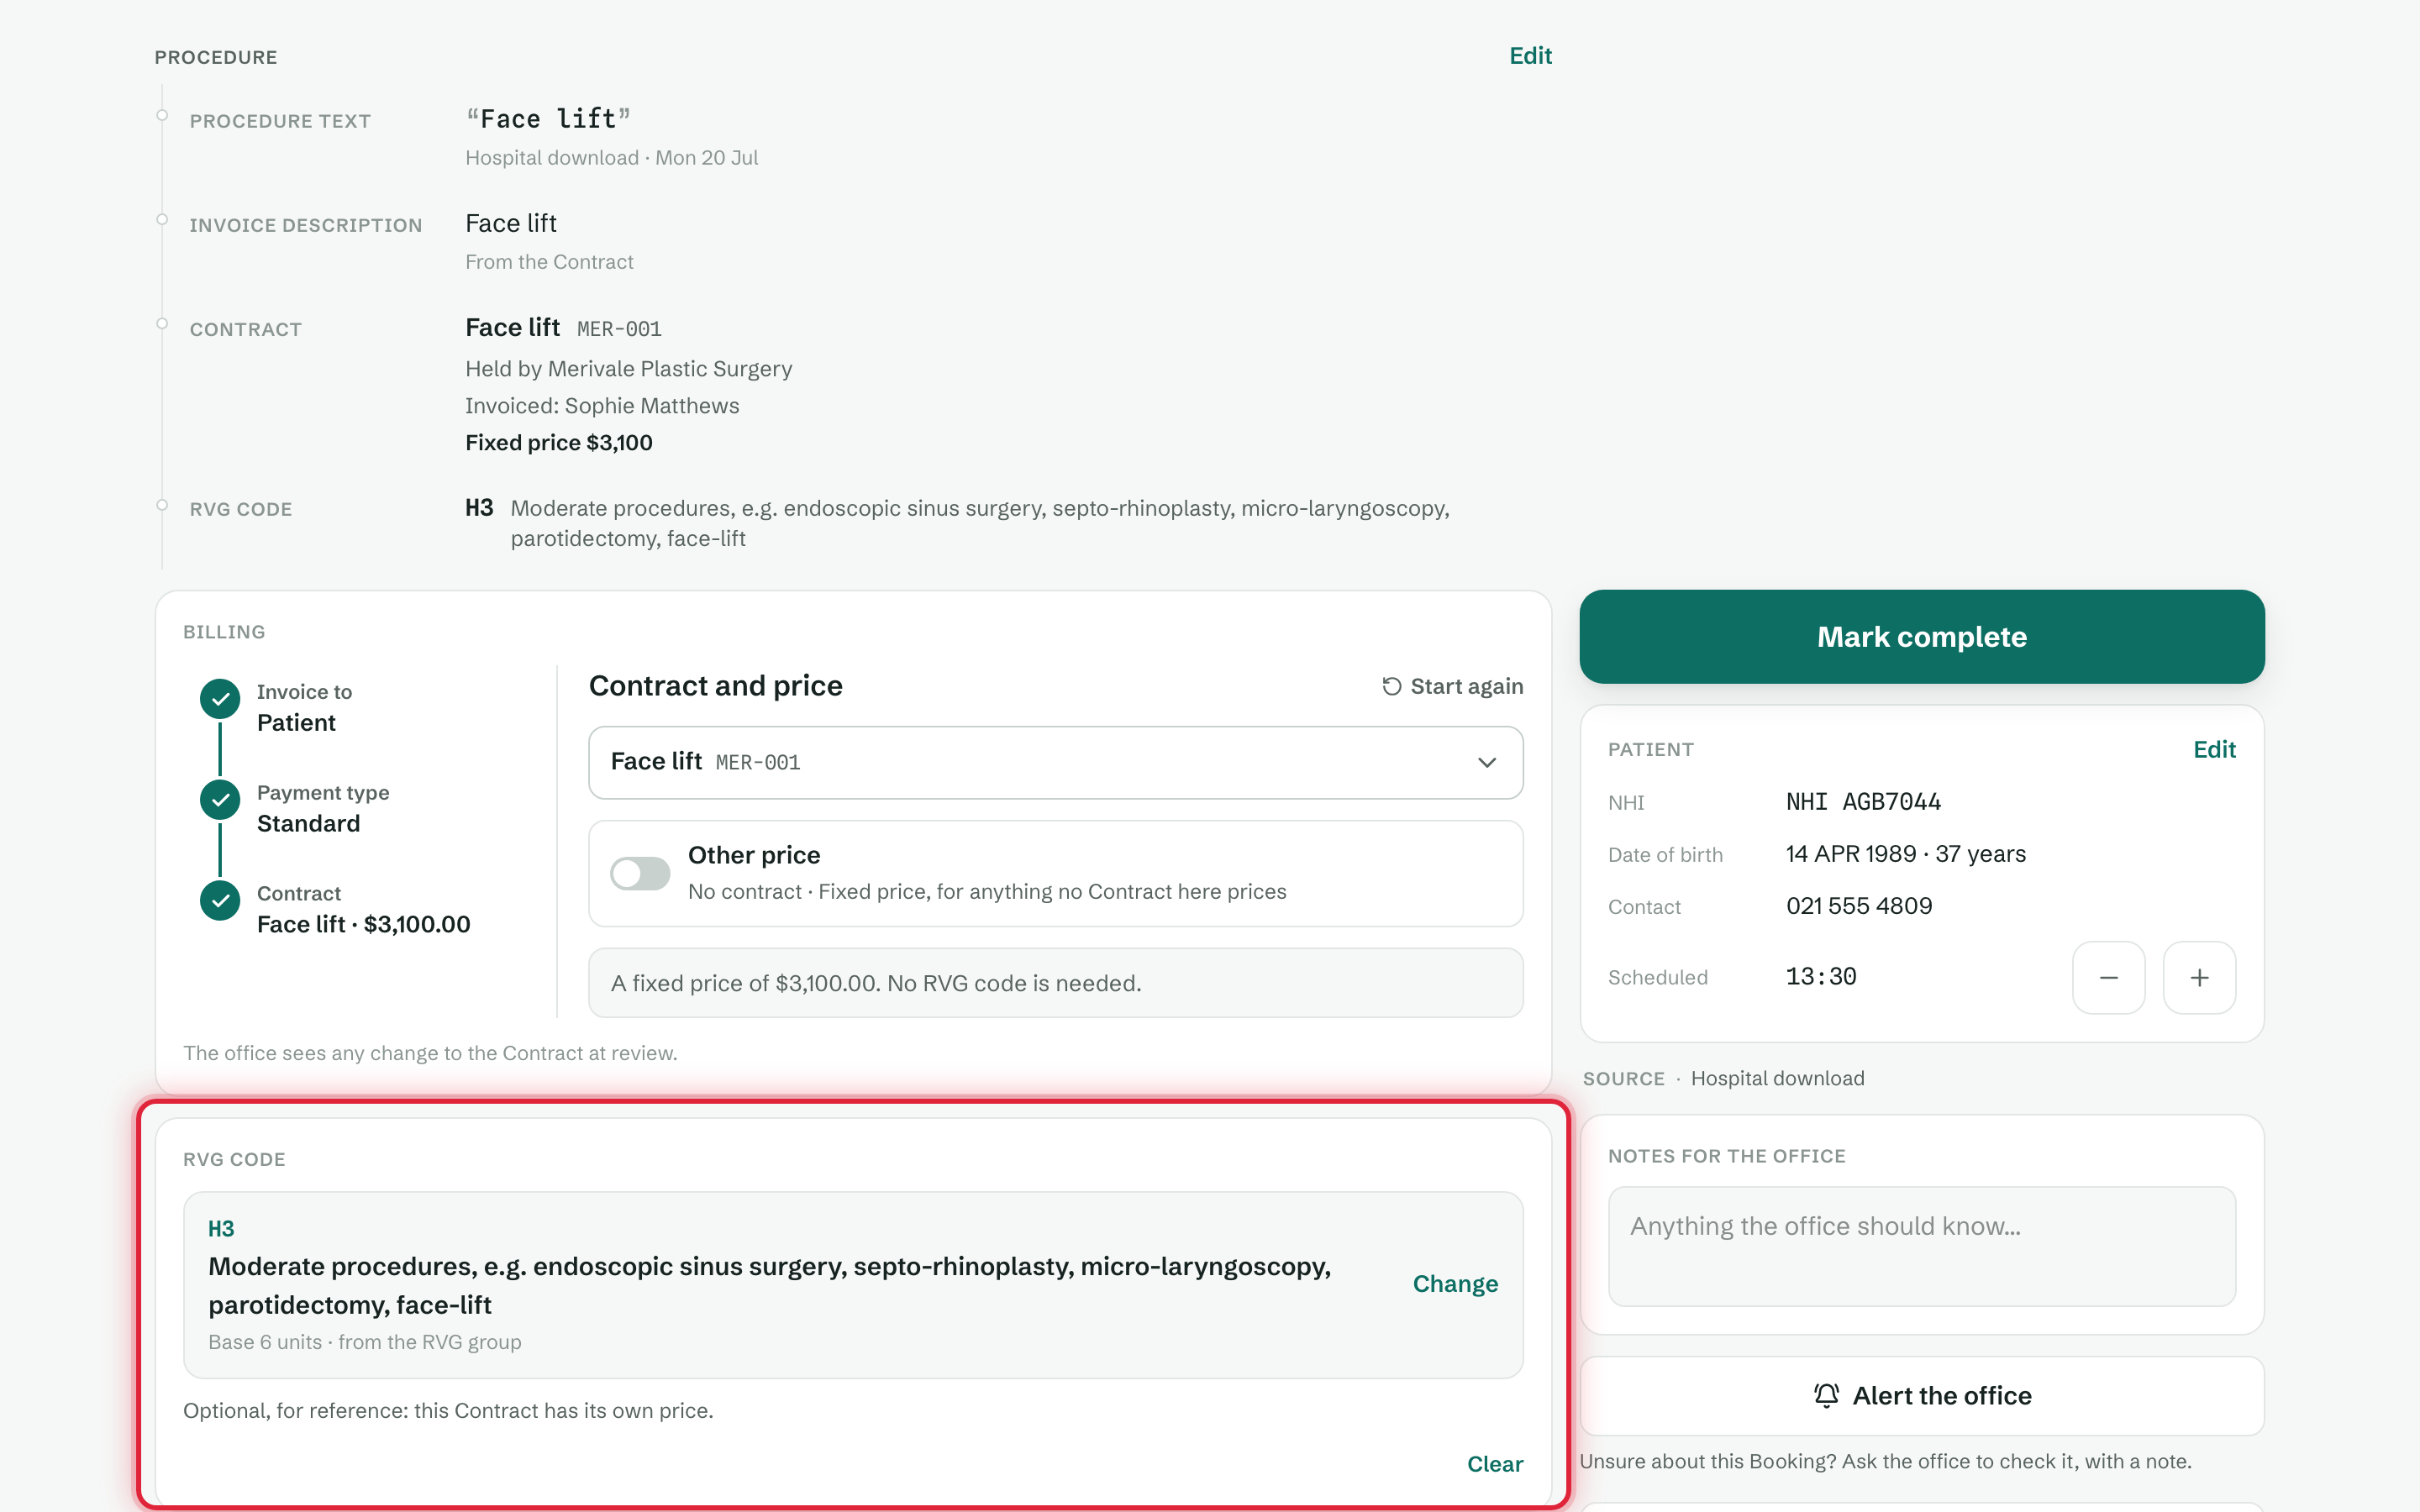 PROCEDURE
Edit
PROCEDURE TEXT
“Face lift”
Hospital download · Mon 20 Jul
INVOICE DESCRIPTION
Face lift
From the Contract
CONTRACT
Face lift MER-001
Held by Merivale Plastic Surgery
Invoiced: Sophie Matthews
Fixed price $3,100
RVG CODE
H3 Moderate procedures, e.g. endoscopic sinus surgery, septo-rhinoplasty, micro-laryngoscopy,
parotidectomy, face-lift
BILLING
Invoice to
Patient
Payment type
Standard
Contract
Face lift · $3,100.00
Contract and price
Start again
Face lift MER-001
Other price
No contract · Fixed price, for anything no Contract here prices
A fixed price of $3,100.00. No RVG code is needed.
The office sees any change to the Contract at review.
RVG CODE
H3
Moderate procedures, e.g. endoscopic sinus surgery, septo-rhinoplasty, micro-laryngoscopy,
parotidectomy, face-lift
Base 6 units · from the RVG group
Change
Optional, for reference: this Contract has its own price.
Clear
Mark complete
PATIENT
Edit
NHI NHI AGB7044
Date of birth 14 APR 1989 · 37 years
Contact 021 555 4809
Scheduled 13:30
SOURCE · Hospital download
NOTES FOR THE OFFICE
Anything the office should know...
Alert the office
Unsure about this Booking? Ask the office to check it, with a note.